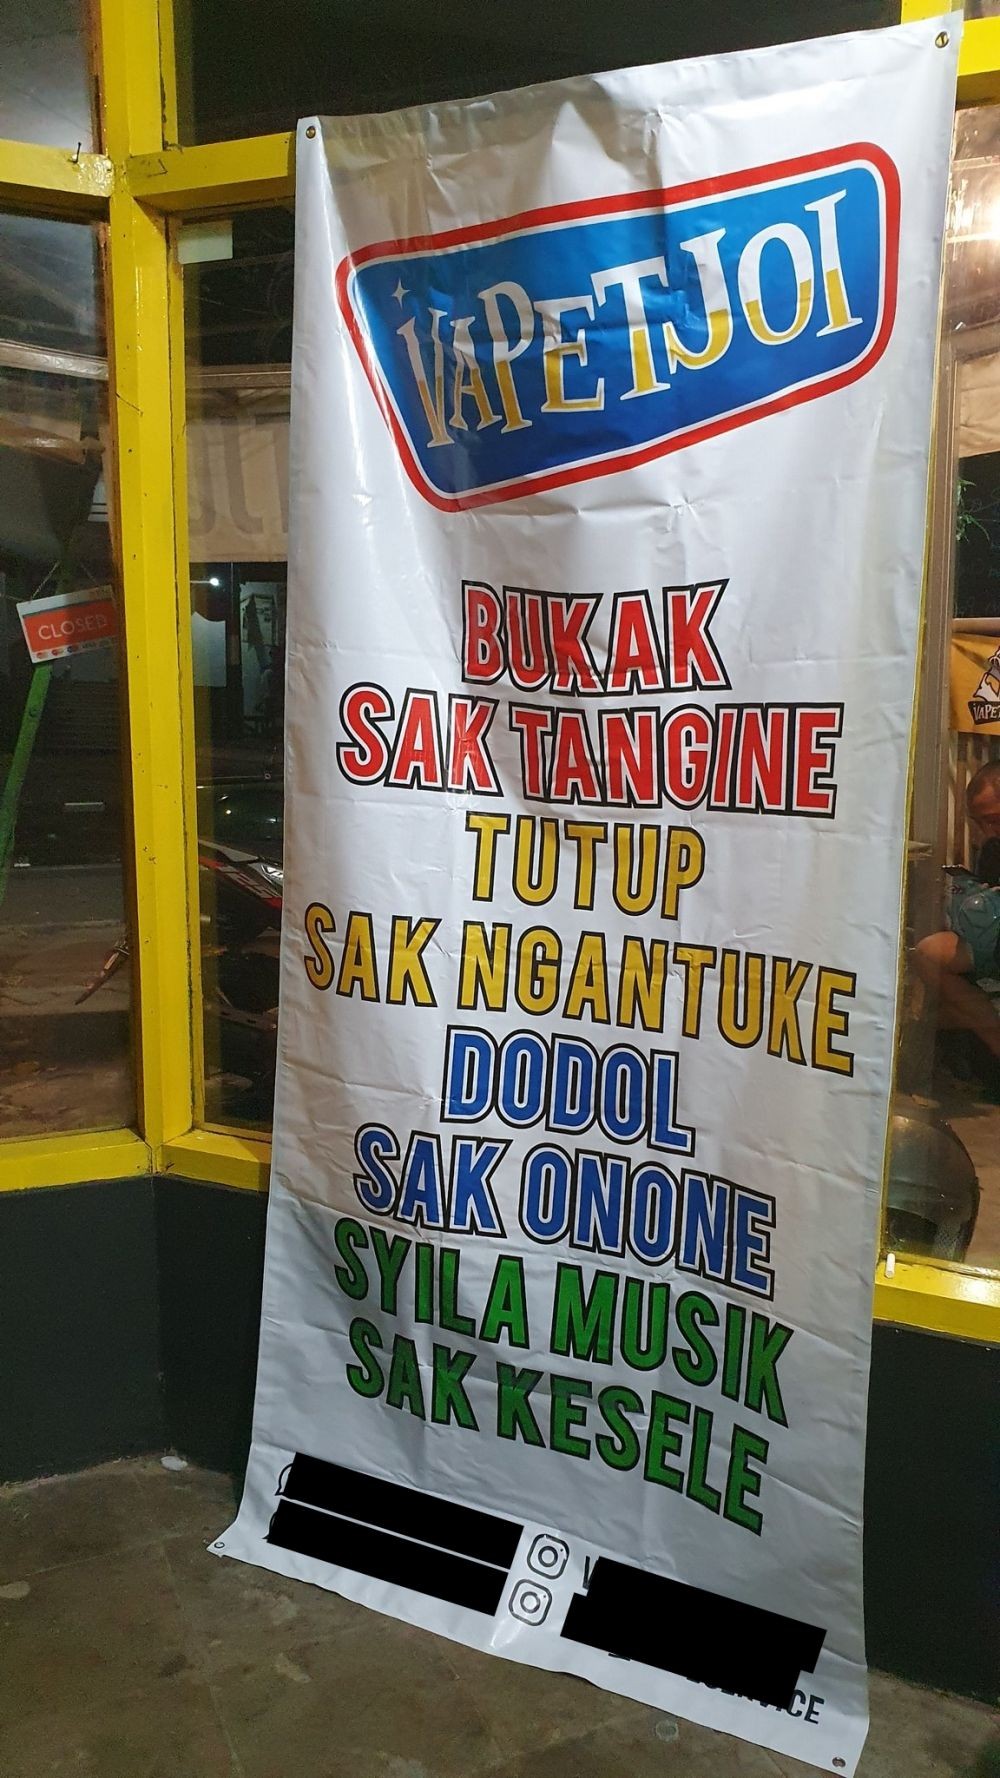 VAPETJOI
BUKAK
SAK TANGINE
TUTUP
SAK NGANTUKE
DODOL
SAK ONONE
SYILA MUSIK
SAK KESELE
CLOSED